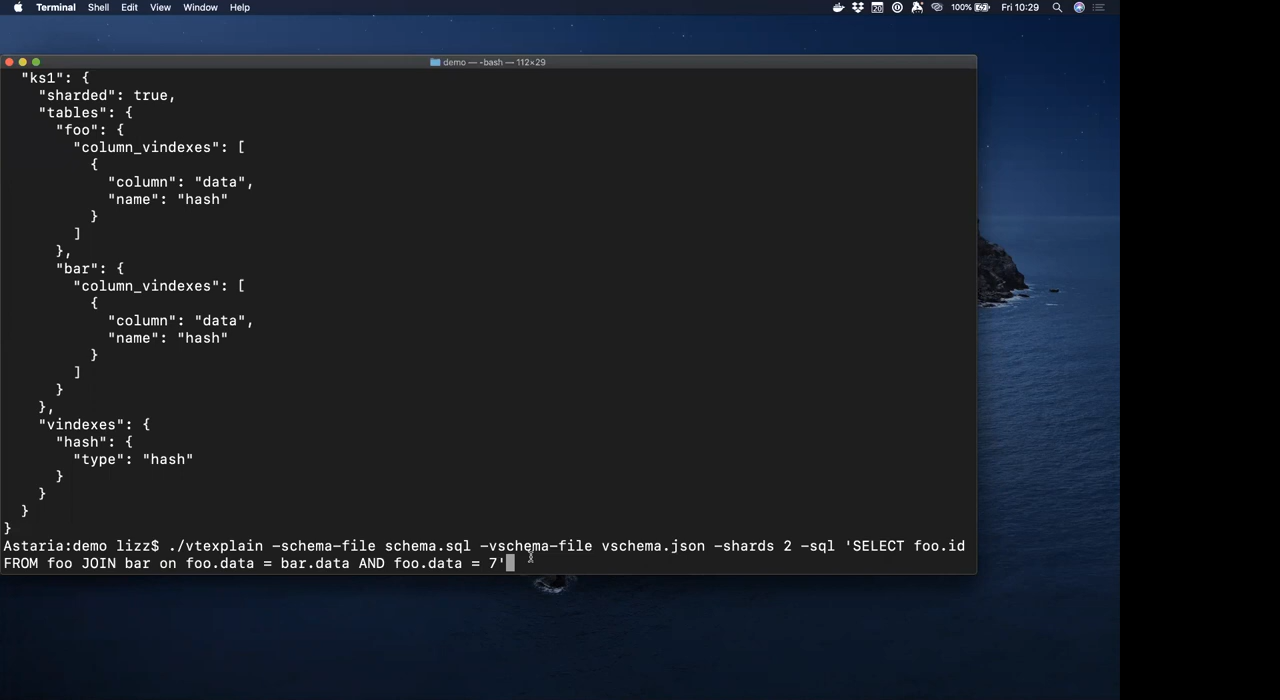 Terminal Shell Edit View Window Help 20 100% Fri 10:29
demo — -bash — 112×29
"ks1": {
"sharded": true,
"tables": {
"foo": {
"column_vindexes": [
{
"column": "data",
"name": "hash"
}
]
},
"bar": {
"column_vindexes": [
{
"column": "data",
"name": "hash"
}
]
}
},
"vindexes": {
"hash": {
"type": "hash"
}
}
}
}
Astaria:demo lizz$ ./vtexplain -schema-file schema.sql -vschema-file vschema.json -shards 2 -sql 'SELECT foo.id
FROM foo JOIN bar on foo.data = bar.data AND foo.data = 7'